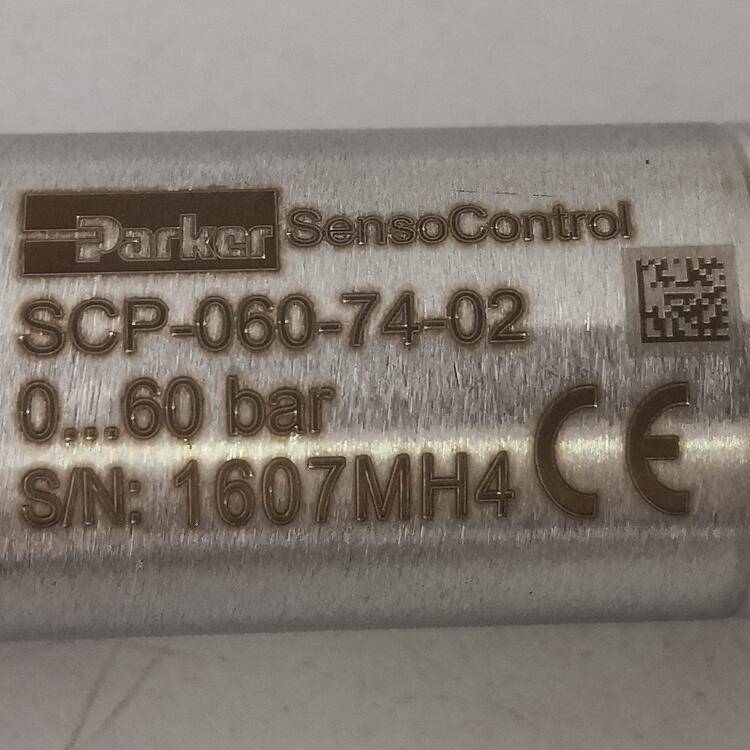 Parker SensoControl
SCP-060-74-02
0...60 bar
S/N: 1607MH4 CE